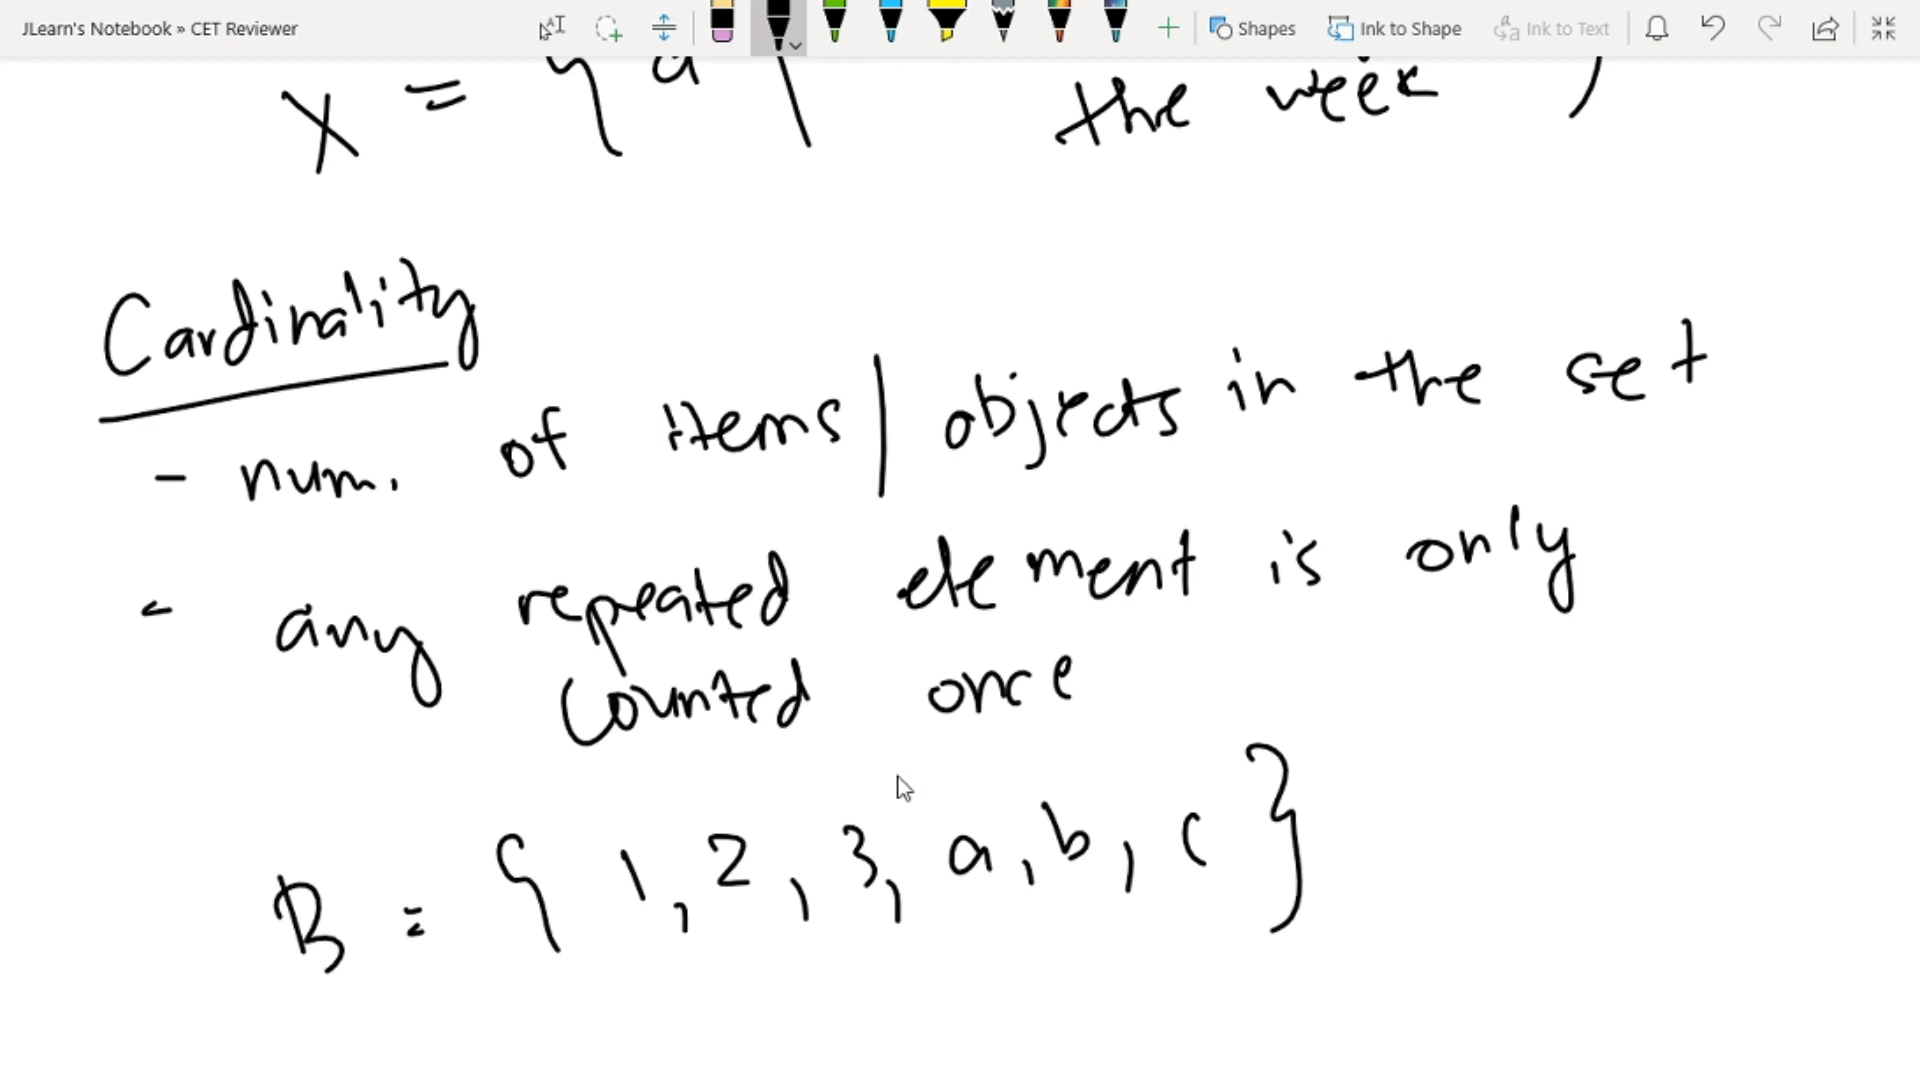 JLearn's Notebook » CET Reviewer
Shapes Ink to Shape Ink to Text
X = { d |
the week }
Cardinality
- num. of items/objects in the set
- any repeated element is only
counted once
B = { 1, 2, 3, a, b, c }